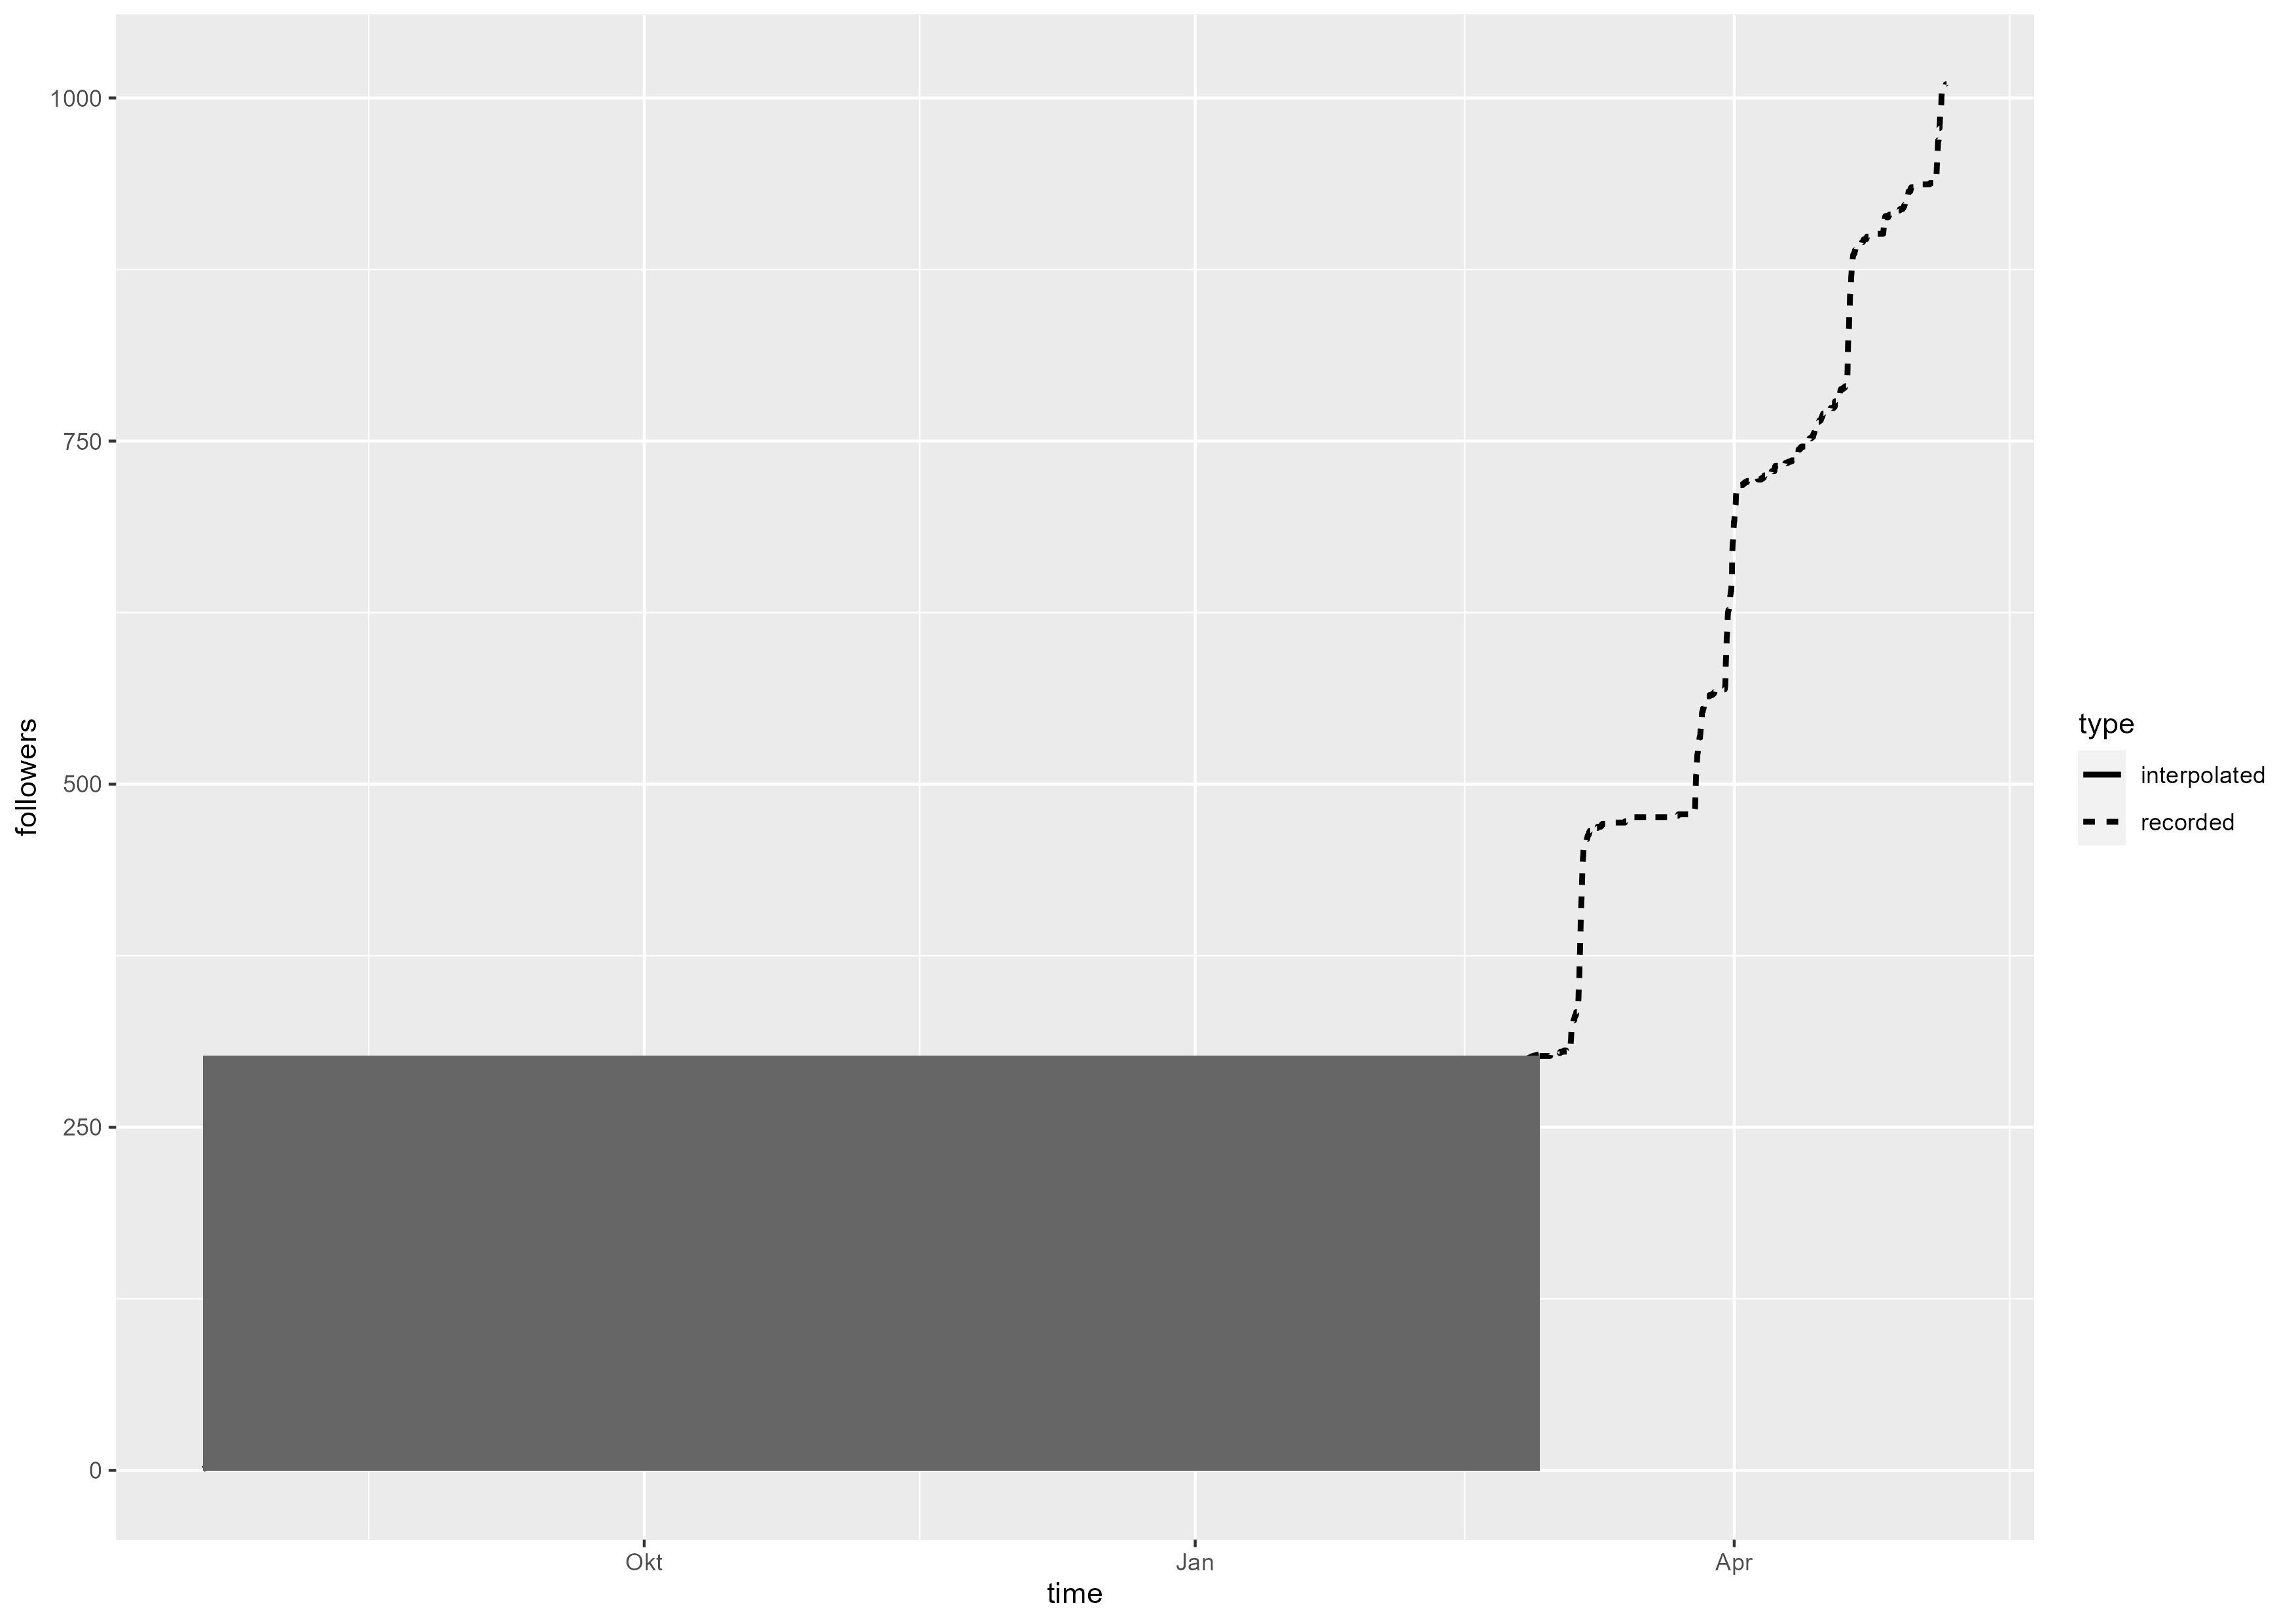 1000
750
500
250
0
followers
Okt
Jan
Apr
time
type
interpolated
recorded